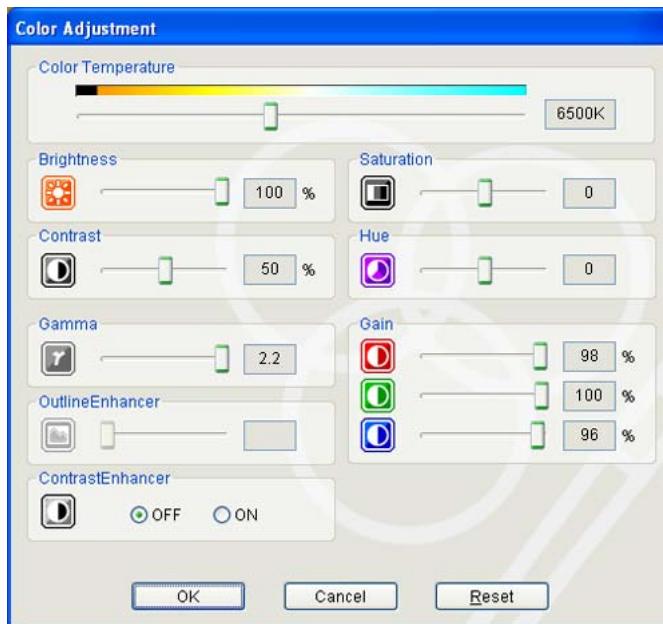 Color Adjustment
Color Temperature
6500K
Brightness
100 %
Saturation
0
Contrast
50 %
Hue
0
Gamma
γ
2.2
Gain
98 %
100 %
96 %
OutlineEnhancer
ContrastEnhancer
OFF ON
OK Cancel Reset